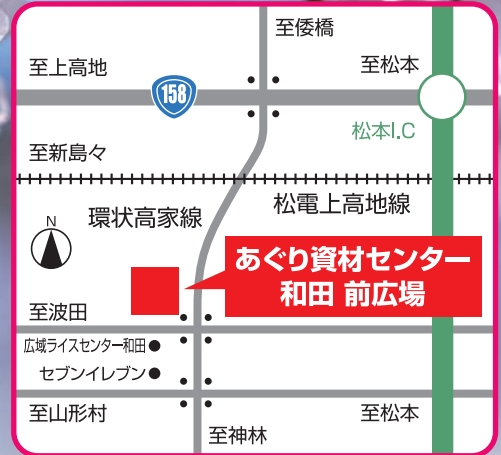 至倭橋
至上高地
至松本
158
松本I.C
至新島々
環状高家線
松電上高地線
N
あぐり資材センター
和田 前広場
至波田
広域ライスセンター和田
セブンイレブン
至山形村
至松本
至神林